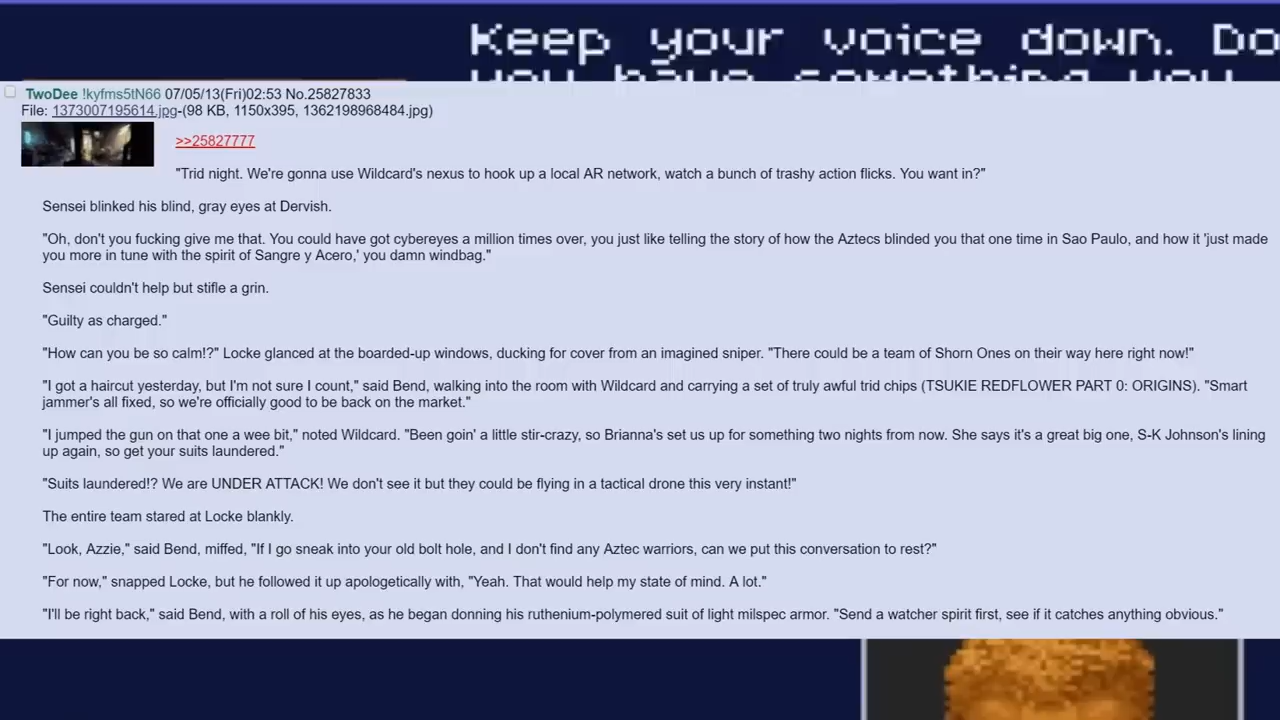 Keep your voice down. Do
you have something you
TwoDee !kyfms5tN66 07/05/13(Fri)02:53 No.25827833
File: 1373007195614.jpg-(98 KB, 1150x395, 1362198968484.jpg)
>>25827777
"Trid night. We're gonna use Wildcard's nexus to hook up a local AR network, watch a bunch of trashy action flicks. You want in?"
Sensei blinked his blind, gray eyes at Dervish.
"Oh, don't you fucking give me that. You could have got cybereyes a million times over, you just like telling the story of how the Aztecs blinded you that one time in Sao Paulo, and how it 'just made
you more in tune with the spirit of Sangre y Acero,' you damn windbag."
Sensei couldn't help but stifle a grin.
"Guilty as charged."
"How can you be so calm!?" Locke glanced at the boarded-up windows, ducking for cover from an imagined sniper. "There could be a team of Shorn Ones on their way here right now!"
"I got a haircut yesterday, but I'm not sure I count," said Bend, walking into the room with Wildcard and carrying a set of truly awful trid chips (TSUKIE REDFLOWER PART 0: ORIGINS). "Smart
jammer's all fixed, so we're officially good to be back on the market."
"I jumped the gun on that one a wee bit," noted Wildcard. "Been goin' a little stir-crazy, so Brianna's set us up for something two nights from now. She says it's a great big one, S-K Johnson's lining
up again, so get your suits laundered."
"Suits laundered!? We are UNDER ATTACK! We don't see it but they could be flying in a tactical drone this very instant!"
The entire team stared at Locke blankly.
"Look, Azzie," said Bend, miffed, "If I go sneak into your old bolt hole, and I don't find any Aztec warriors, can we put this conversation to rest?"
"For now," snapped Locke, but he followed it up apologetically with, "Yeah. That would help my state of mind. A lot."
"I'll be right back," said Bend, with a roll of his eyes, as he began donning his ruthenium-polymered suit of light milspec armor. "Send a watcher spirit first, see if it catches anything obvious."